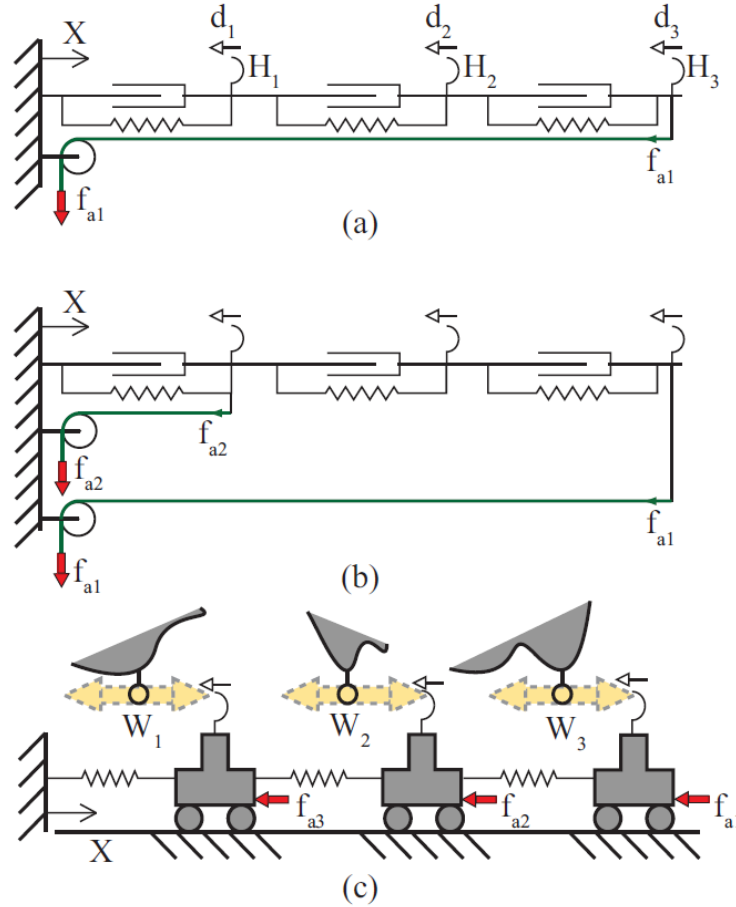 d1 d2 d3
X
H1 H2 H3
fa1
fa1
(a)
X
fa2
fa2
fa1
fa1
(b)
W1 W2 W3
fa3 fa2 fa
X
(c)